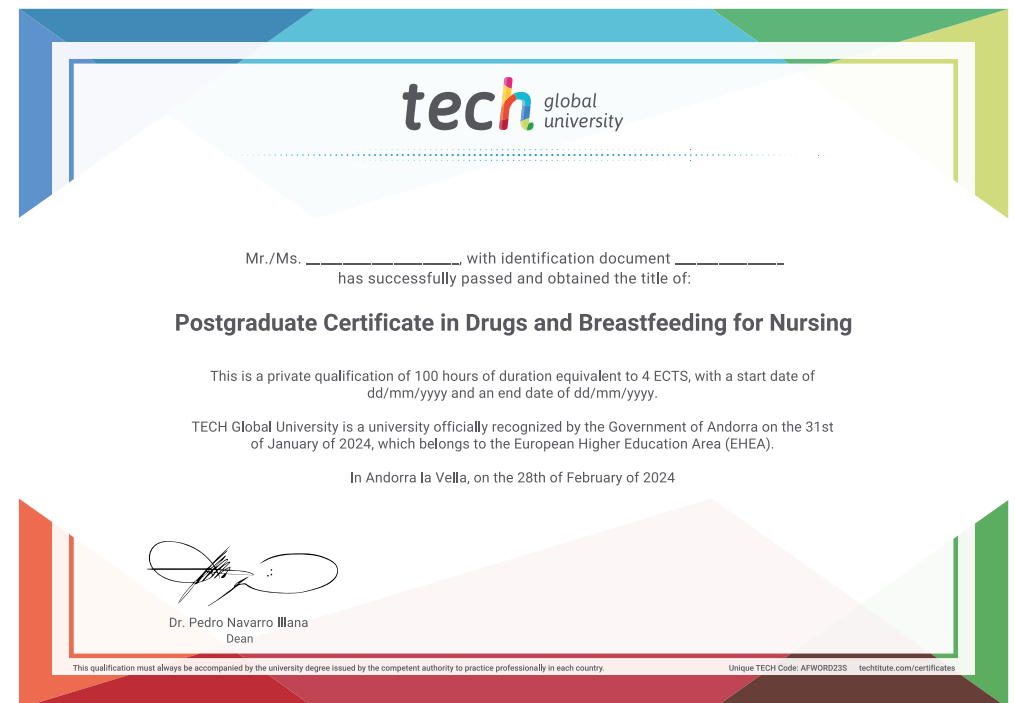 tech global university
Mr./Ms. ____________________, with identification document ______________
has successfully passed and obtained the title of:
Postgraduate Certificate in Drugs and Breastfeeding for Nursing
This is a private qualification of 100 hours of duration equivalent to 4 ECTS, with a start date of
dd/mm/yyyy and an end date of dd/mm/yyyy.
TECH Global University is a university officially recognized by the Government of Andorra on the 31st
of January of 2024, which belongs to the European Higher Education Area (EHEA).
In Andorra la Vella, on the 28th of February of 2024
Dr. Pedro Navarro Illana
Dean
This qualification must always be accompanied by the university degree issued by the competent authority to practice professionally in each country.
Unique TECH Code: AFWORD23S techtitute.com/certificates